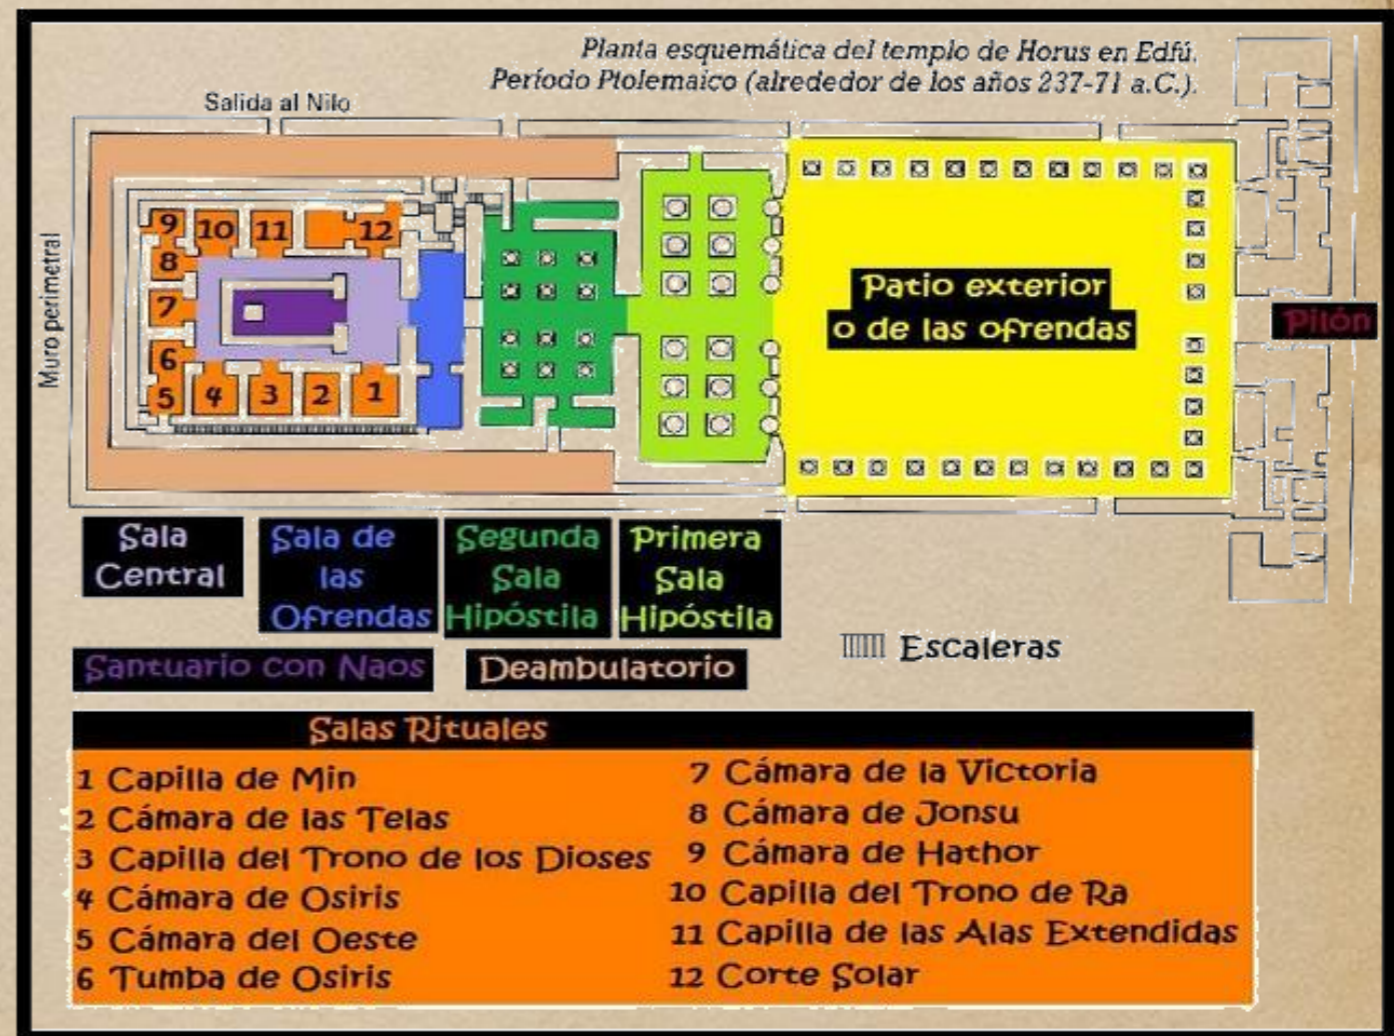 Planta esquemática del templo de Horus en Edfú.
Período Ptolemaico (alrededor de los años 237-71 a.C.).
Salida al Nilo
Muro perimetral
9
10
11
12
8
7
6
5
4
3
2
1
Patio exterior
o de las ofrendas
Pilón
Sala
Central
Sala de
las
Ofrendas
Segunda
Sala
Hipóstila
Primera
Sala
Hipóstila
Santuario con Naos
Deambulatorio
Escaleras
Salas Rituales
1 Capilla de Min
2 Cámara de las Telas
3 Capilla del Trono de los Dioses
4 Cámara de Osiris
5 Cámara del Oeste
6 Tumba de Osiris
7 Cámara de la Victoria
8 Cámara de Jonsu
9 Cámara de Hathor
10 Capilla del Trono de Ra
11 Capilla de las Alas Extendidas
12 Corte Solar